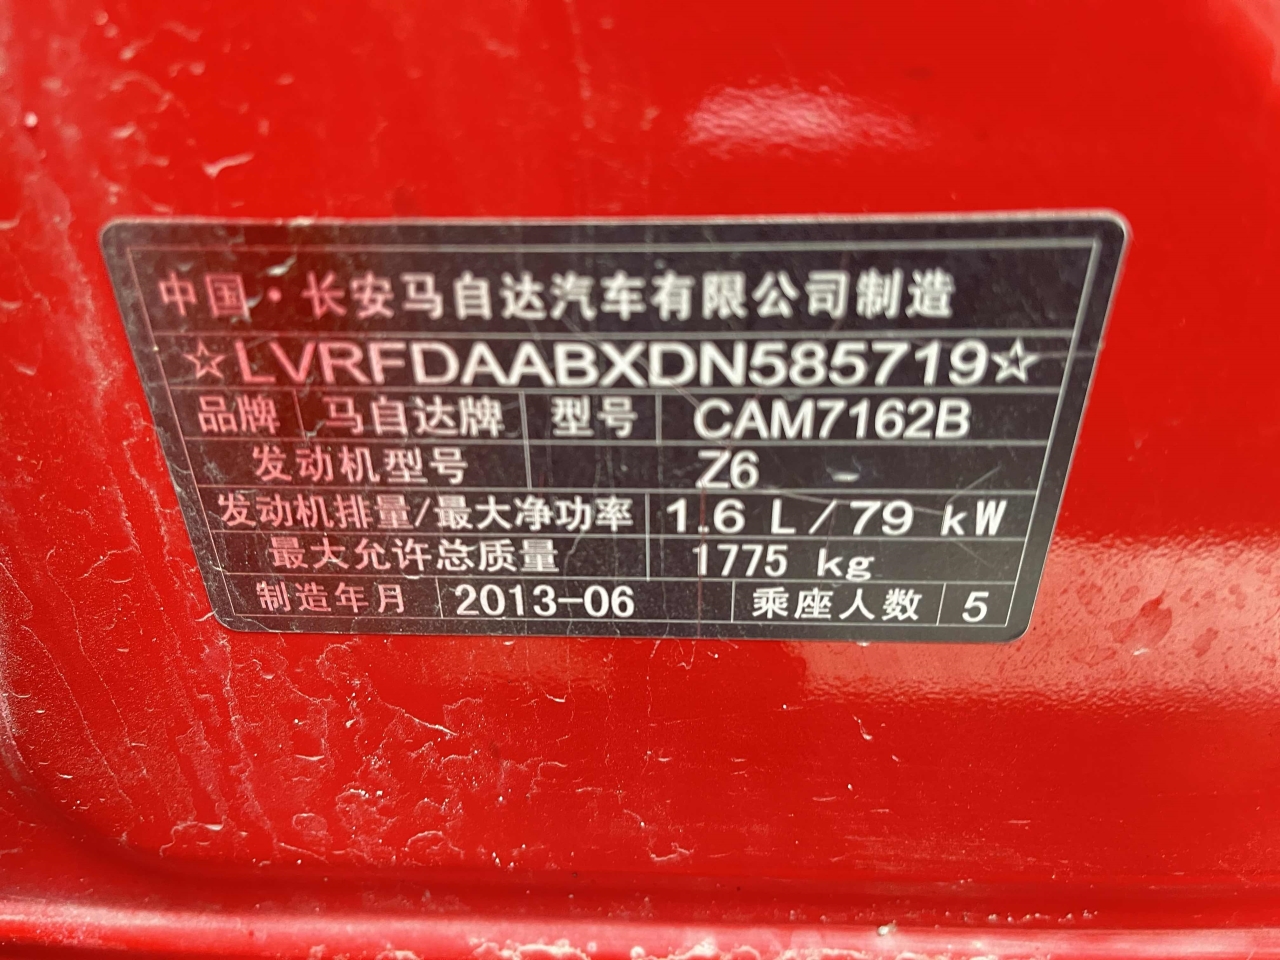 中国·长安马自达汽车有限公司制造
☆LVRFDAABXDN585719☆
品牌 马自达牌 型号 CAM7162B
发动机型号 Z6
发动机排量/最大净功率 1.6 L/79 kW
最大允许总质量 1775 kg
制造年月 2013-06 乘座人数 5